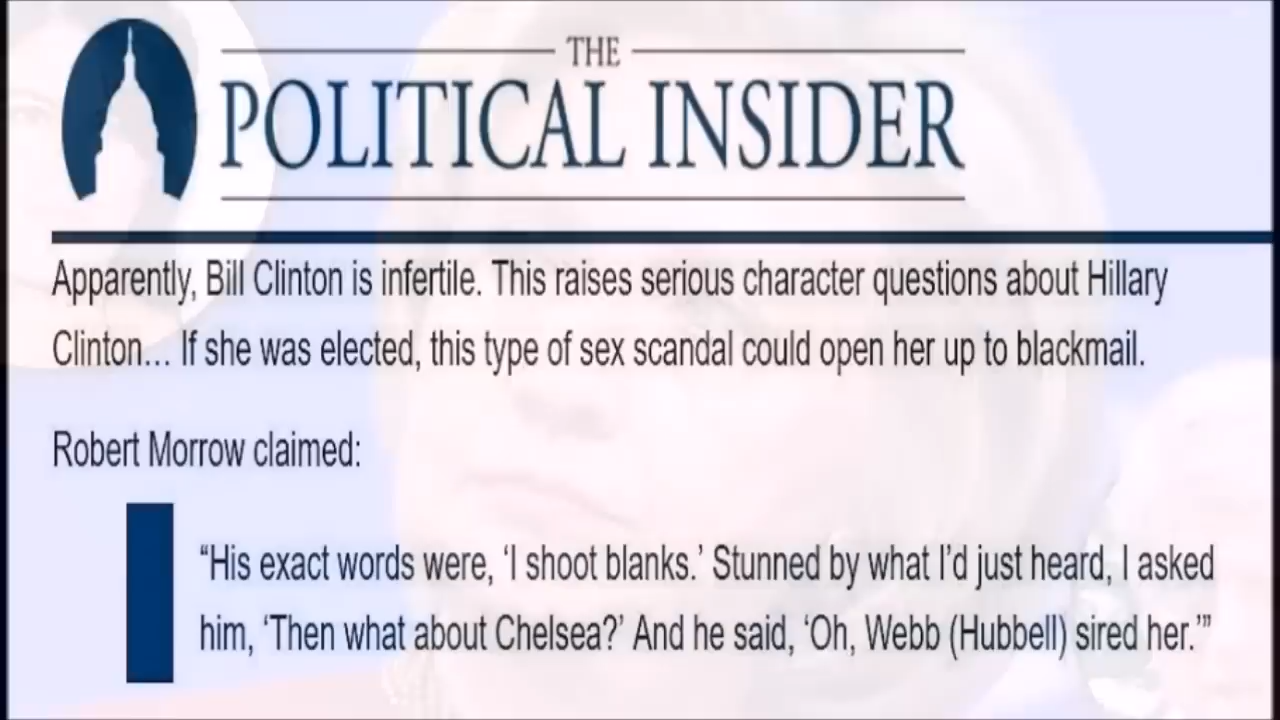 THE
POLITICAL INSIDER
Apparently, Bill Clinton is infertile. This raises serious character questions about Hillary
Clinton... If she was elected, this type of sex scandal could open her up to blackmail.
Robert Morrow claimed:
“His exact words were, ‘I shoot blanks.’ Stunned by what I’d just heard, I asked
him, ‘Then what about Chelsea?’ And he said, ‘Oh, Webb (Hubbell) sired her.’”